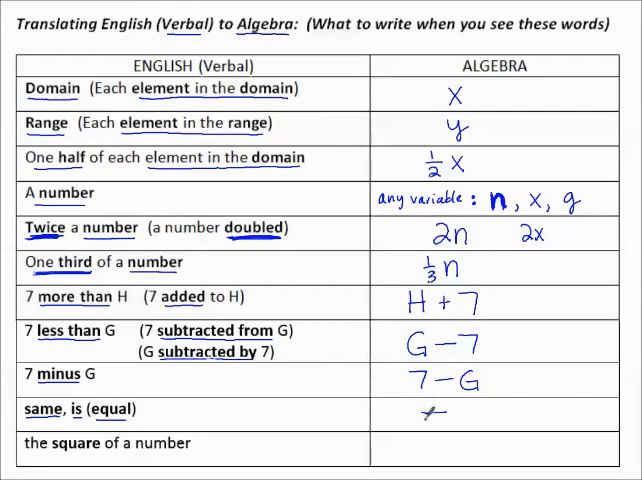 Translating English (Verbal) to Algebra: (What to write when you see these words)
ENGLISH (Verbal) ALGEBRA
Domain (Each element in the domain) x
Range (Each element in the range) y
One half of each element in the domain 1/2 x
A number any variable: n, x, g
Twice a number (a number doubled) 2n 2x
One third of a number 1/3 n
7 more than H (7 added to H) H + 7
7 less than G (7 subtracted from G) G – 7
(G subtracted by 7)
7 minus G 7 – G
same, is (equal)
the square of a number